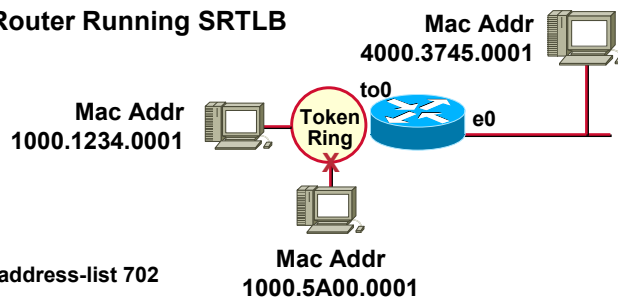 Router Running SRTLB
Mac Addr
4000.3745.0001
to0
Mac Addr
1000.1234.0001
Token
Ring
e0
X
address-list 702
Mac Addr
1000.5A00.0001